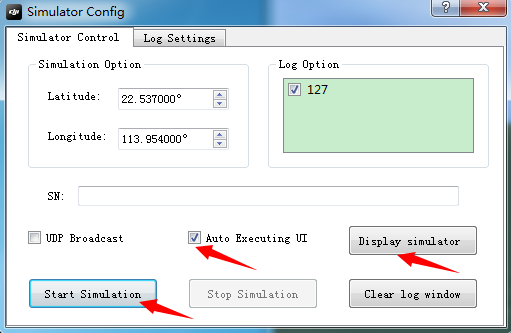 Simulator Config
Simulator Control
Log Settings
Simulation Option
Latitude:
22.537000°
Longitude:
113.954000°
Log Option
127
SN:
UDP Broadcast
Auto Executing UI
Display simulator
Start Simulation
Stop Simulation
Clear log window